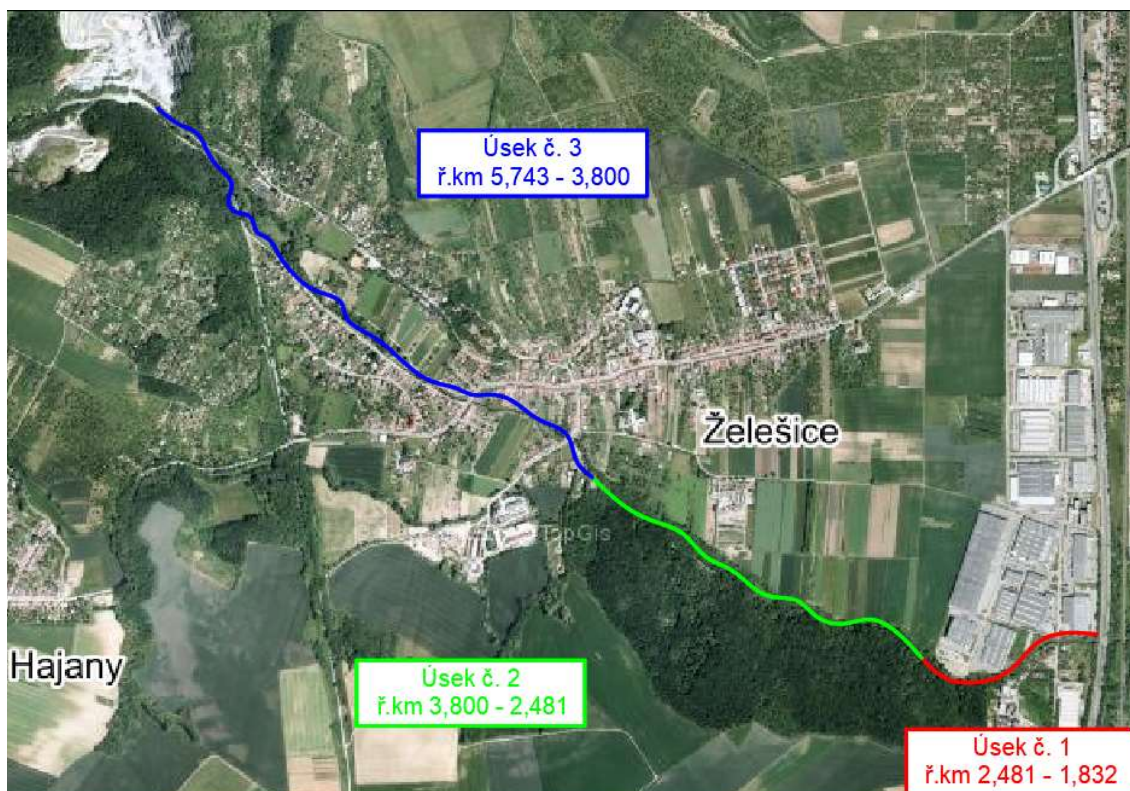 Úsek č. 3
ř.km 5,743 - 3,800
Želešice
TopGis
Hajany
Úsek č. 2
ř.km 3,800 - 2,481
Úsek č. 1
ř.km 2,481 - 1,832